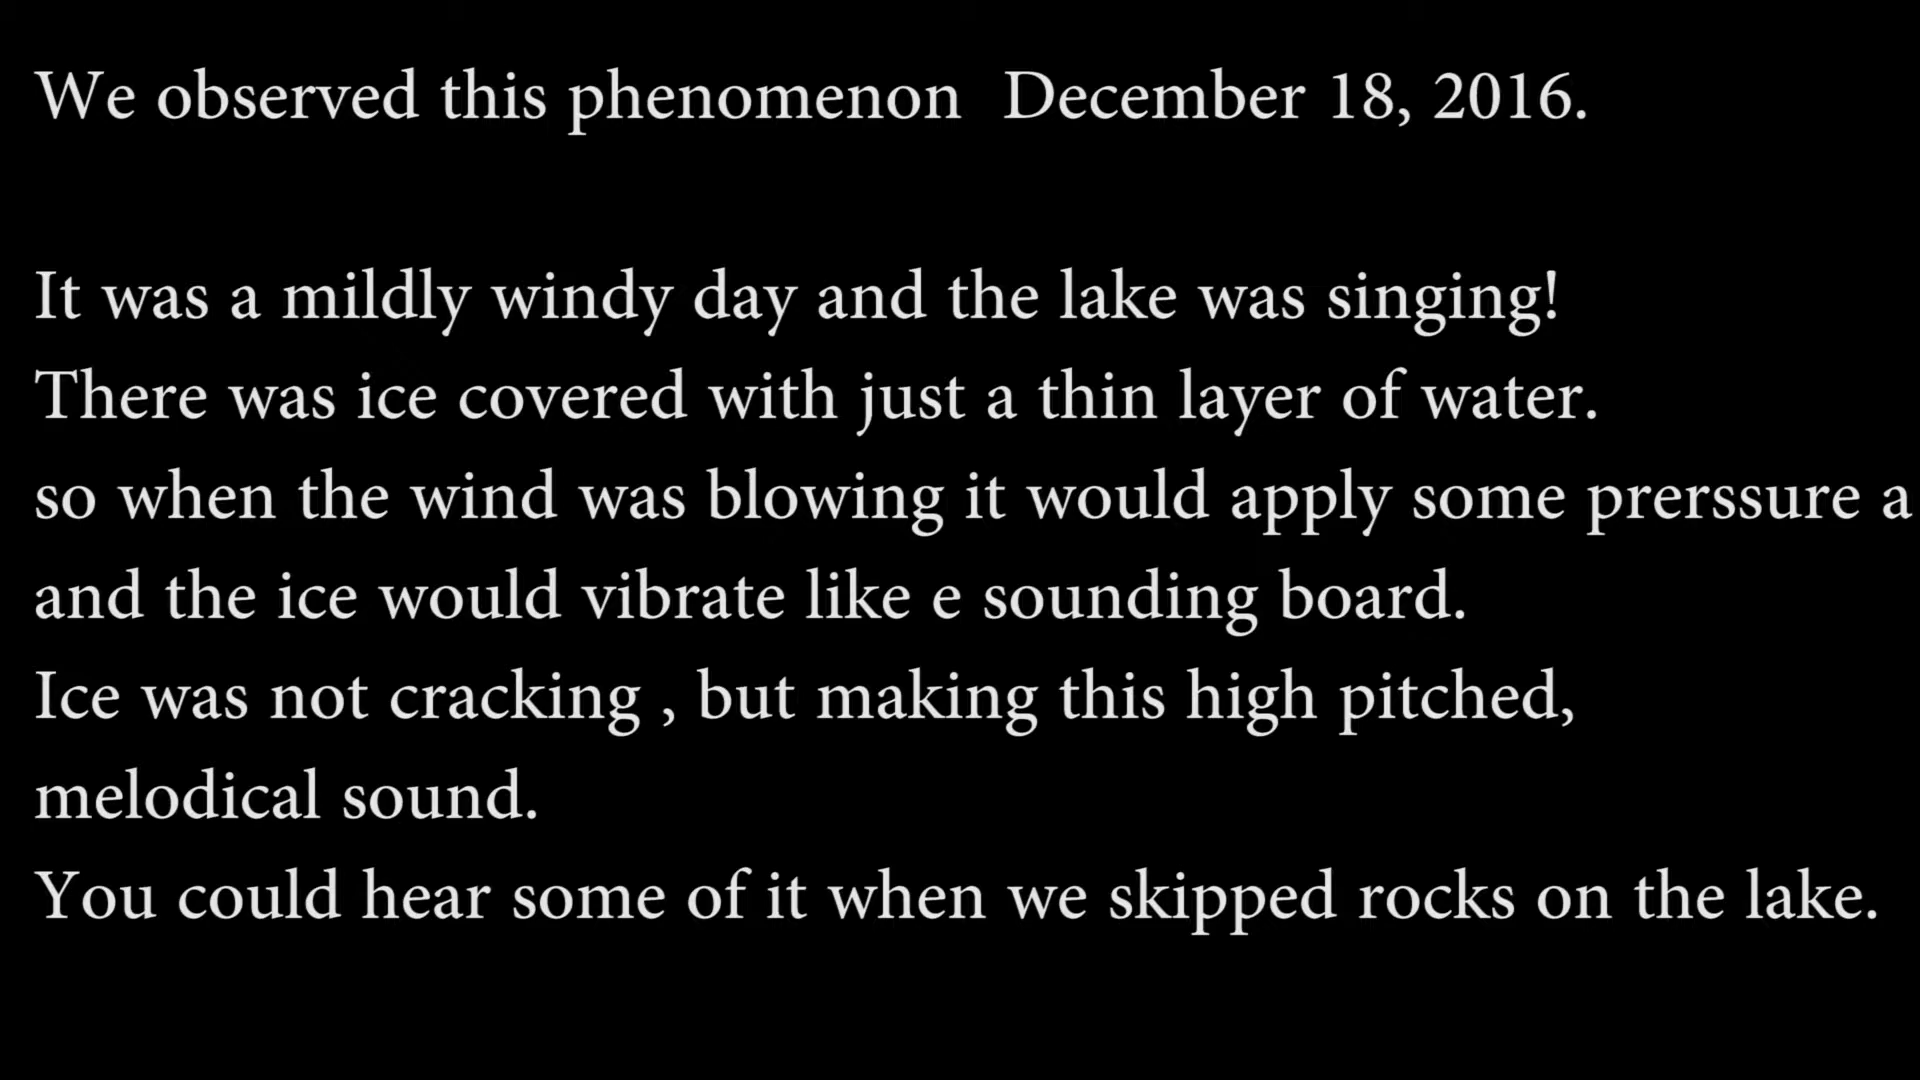 We observed this phenomenon  December 18, 2016.
It was a mildly windy day and the lake was singing!
There was ice covered with just a thin layer of water.
so when the wind was blowing it would apply some prerssure a
and the ice would vibrate like e sounding board.
Ice was not cracking , but making this high pitched,
melodical sound.
You could hear some of it when we skipped rocks on the lake.